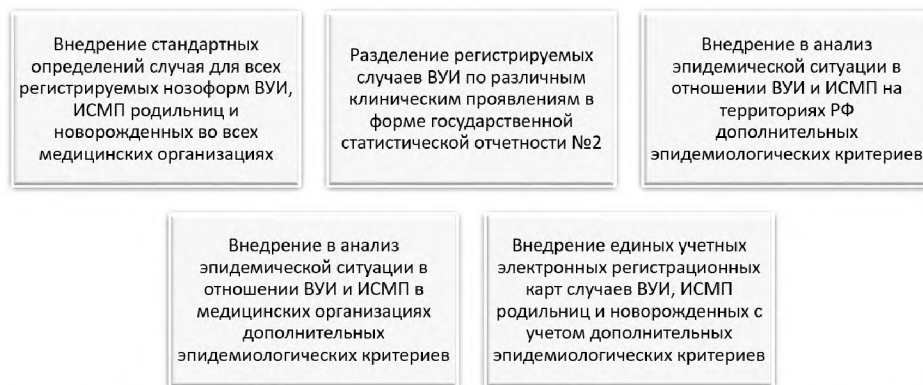 Внедрение стандартных
определений случая для всех
регистрируемых нозоформ ВУИ,
ИСМП родильниц и
новорожденных во всех
медицинских организациях
Разделение регистрируемых
случаев ВУИ по различным
клиническим проявлениям в
форме государственной
статистической отчетности №2
Внедрение в анализ
эпидемической ситуации в
отношении ВУИ и ИСМП на
территориях РФ
дополнительных
эпидемиологических критериев
Внедрение в анализ
эпидемической ситуации в
отношении ВУИ и ИСМП в
медицинских организациях
дополнительных
эпидемиологических критериев
Внедрение единых учетных
электронных регистрационных
карт случаев ВУИ, ИСМП
родильниц и новорожденных с
учетом дополнительных
эпидемиологических критериев